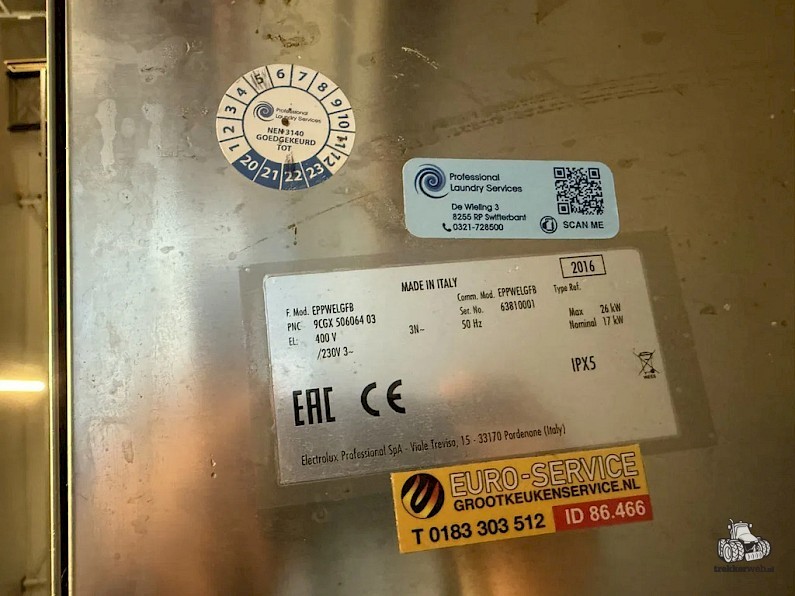 1 2 3 4 5 6 7 8 9 10 11 12
Professional
Laundry Services
NEN 3140
GOEDGEKEURD
TOT
20 21 22 23
Professional
Laundry Services
De Wieling 3
8255 RP Swifterbant
0321-728500
SCAN ME
MADE IN ITALY
2016
F. Mod. EPPWELGFB
Comm. Mod. EPPWELGFB
Type Ref.
PNC 9CGX 506064 03
Ser. No. 63810001
EL: 400 V 3N~ 50 Hz
Max 26 kW
/230V 3~
Nominal 17 kW
IPX5
EAC CE
Electrolux Professional SpA - Viale Treviso, 15 - 33170 Pordenone (Italy)
EURO-SERVICE
GROOTKEUKENSERVICE.NL
T 0183 303 512 ID 86.466
trekkerweb.nl